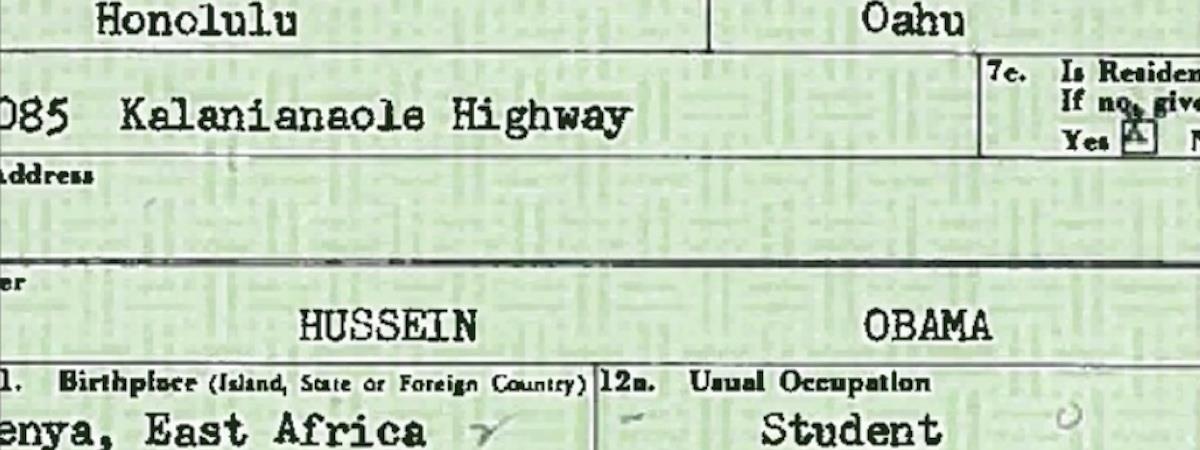 Honolulu Oahu
7c. Is Residen
If no, give
085 Kalanianaole Highway
Yes X N
Address
er
HUSSEIN OBAMA
1. Birthplace (Island, State or Foreign Country) 12a. Usual Occupation
enya, East Africa Student